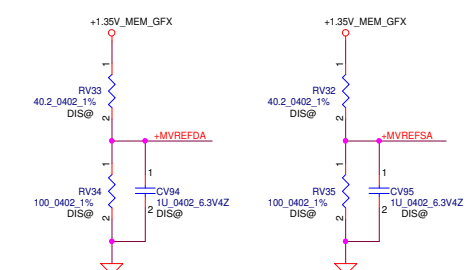 +1.35V_MEM_GFX
1
RV33
40.2_0402_1%
DIS@
2
+MVREFDA
1
RV34
100_0402_1%
DIS@
2
1
CV94
1U_0402_6.3V4Z
2 DIS@
+1.35V_MEM_GFX
1
RV32
40.2_0402_1%
DIS@
2
+MVREFSA
1
RV35
100_0402_1%
DIS@
2
1
CV95
1U_0402_6.3V4Z
2 DIS@